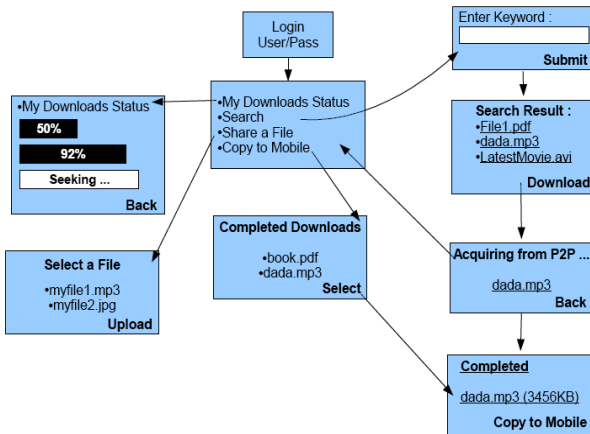 Login
User/Pass
Enter Keyword :
Submit
•My Downloads Status
•Search
•Share a File
•Copy to Mobile
•My Downloads Status
50%
92%
Seeking ...
Back
Search Result :
•File1.pdf
•dada.mp3
•LatestMovie.avi
Download
Completed Downloads
•book.pdf
•dada.mp3
Select
Select a File
•myfile1.mp3
•myfile2.jpg
Upload
Acquiring from P2P ...
dada.mp3
Back
Completed
dada.mp3 (3456KB)
Copy to Mobile